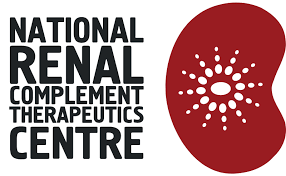 NATIONAL
RENAL
COMPLEMENT
THERAPEUTICS
CENTRE